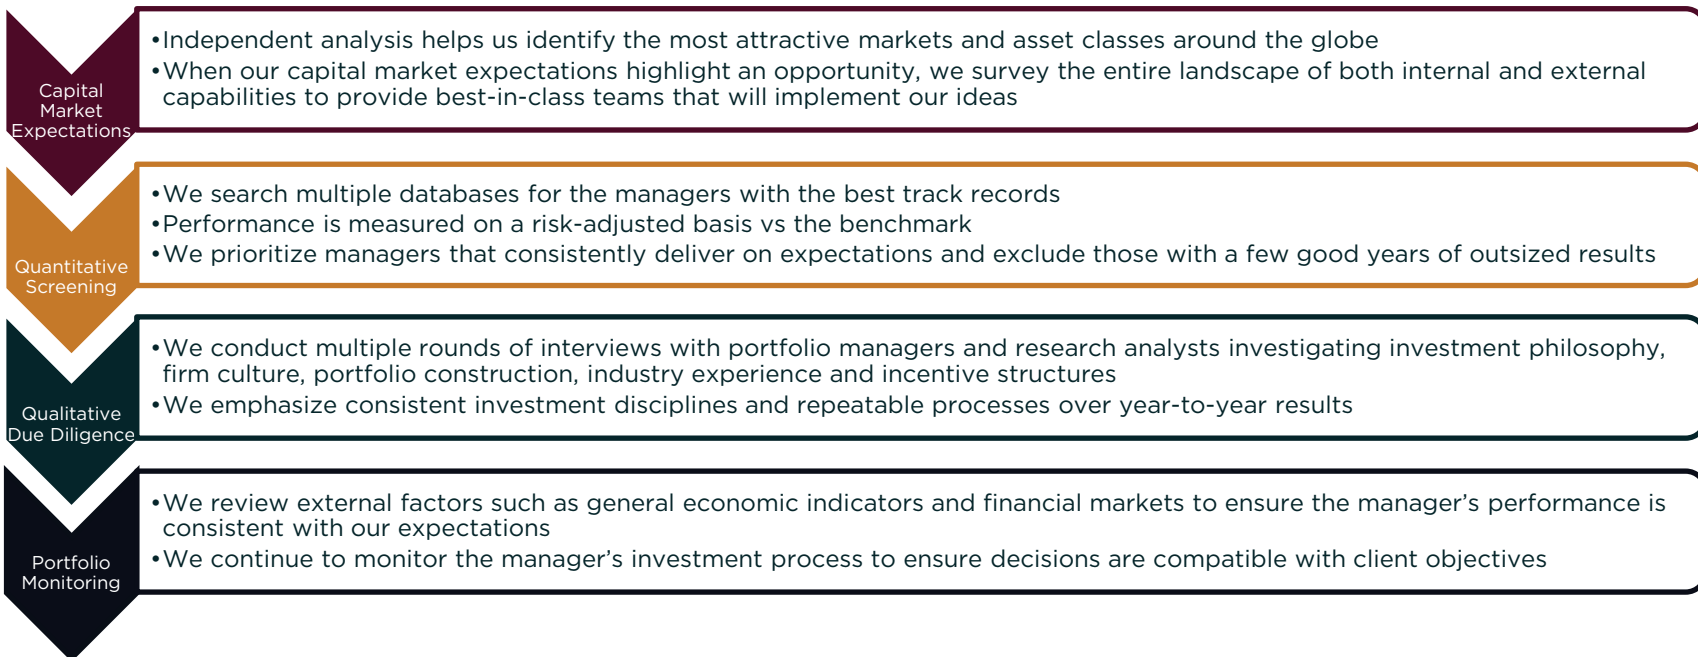 Capital
Market
Expectations
•Independent analysis helps us identify the most attractive markets and asset classes around the globe
•When our capital market expectations highlight an opportunity, we survey the entire landscape of both internal and external
capabilities to provide best-in-class teams that will implement our ideas
Quantitative
Screening
•We search multiple databases for the managers with the best track records
•Performance is measured on a risk-adjusted basis vs the benchmark
•We prioritize managers that consistently deliver on expectations and exclude those with a few good years of outsized results
Qualitative
Due Diligence
•We conduct multiple rounds of interviews with portfolio managers and research analysts investigating investment philosophy,
firm culture, portfolio construction, industry experience and incentive structures
•We emphasize consistent investment disciplines and repeatable processes over year-to-year results
Portfolio
Monitoring
•We review external factors such as general economic indicators and financial markets to ensure the manager’s performance is
consistent with our expectations
•We continue to monitor the manager’s investment process to ensure decisions are compatible with client objectives